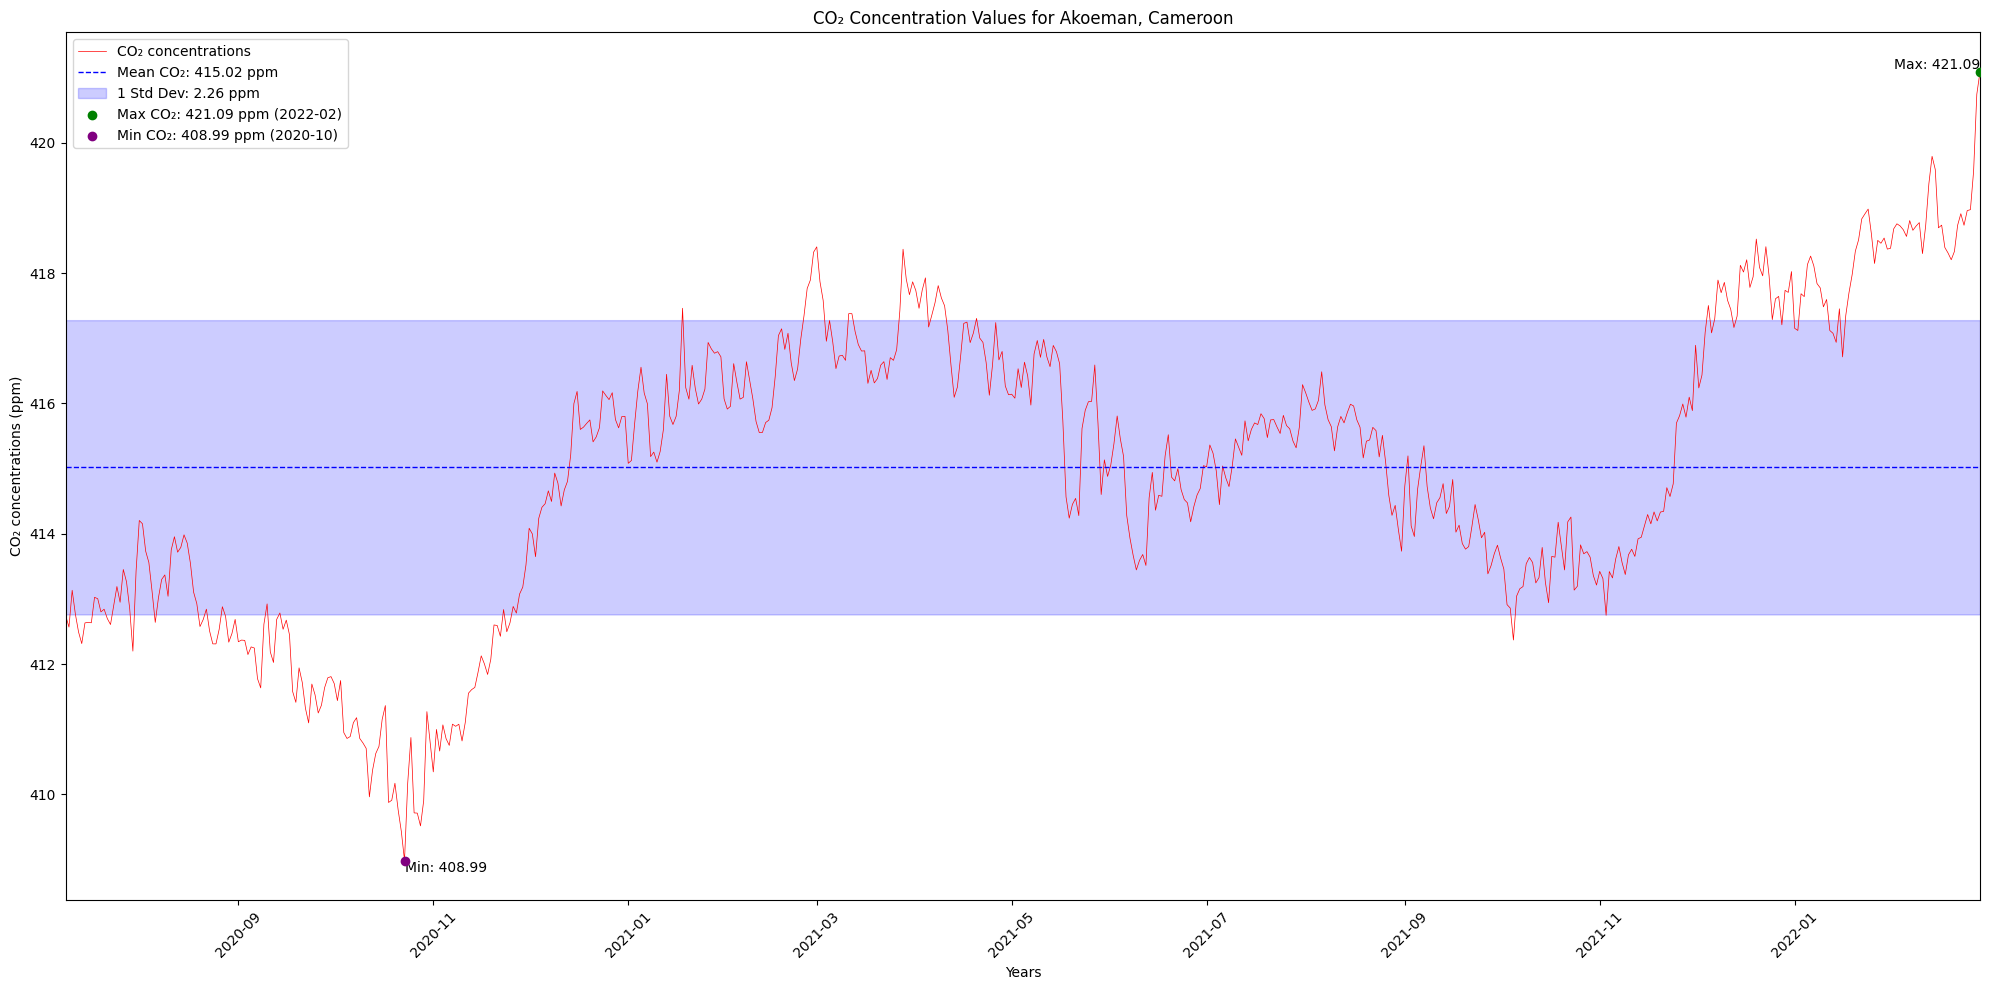 CO₂ Concentration Values for Akoeman, Cameroon
CO₂ concentrations
Mean CO₂: 415.02 ppm
1 Std Dev: 2.26 ppm
Max CO₂: 421.09 ppm (2022-02)
Min CO₂: 408.99 ppm (2020-10)
Max: 421.09
Min: 408.99
CO₂ concentrations (ppm)
420
418
416
414
412
410
2020-09
2020-11
2021-01
2021-03
2021-05
2021-07
2021-09
2021-11
2022-01
Years